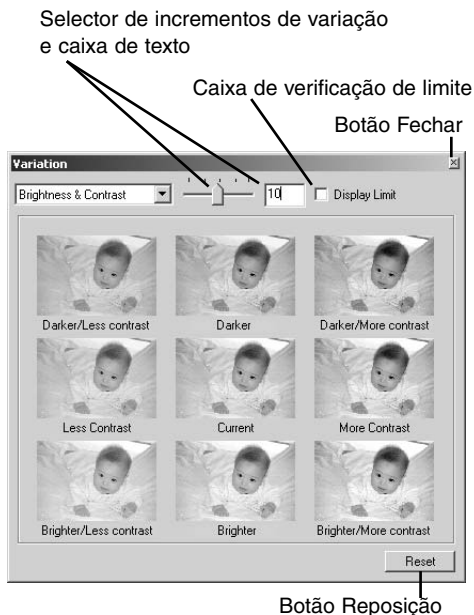 Selector de incrementos de variação
e caixa de texto
Caixa de verificação de limite
Botão Fechar
Variation
Brightness & Contrast
10
Display Limit
Darker/Less contrast
Darker
Darker/More contrast
Less Contrast
Current
More Contrast
Brighter/Less contrast
Brighter
Brighter/More contrast
Reset
Botão Reposição